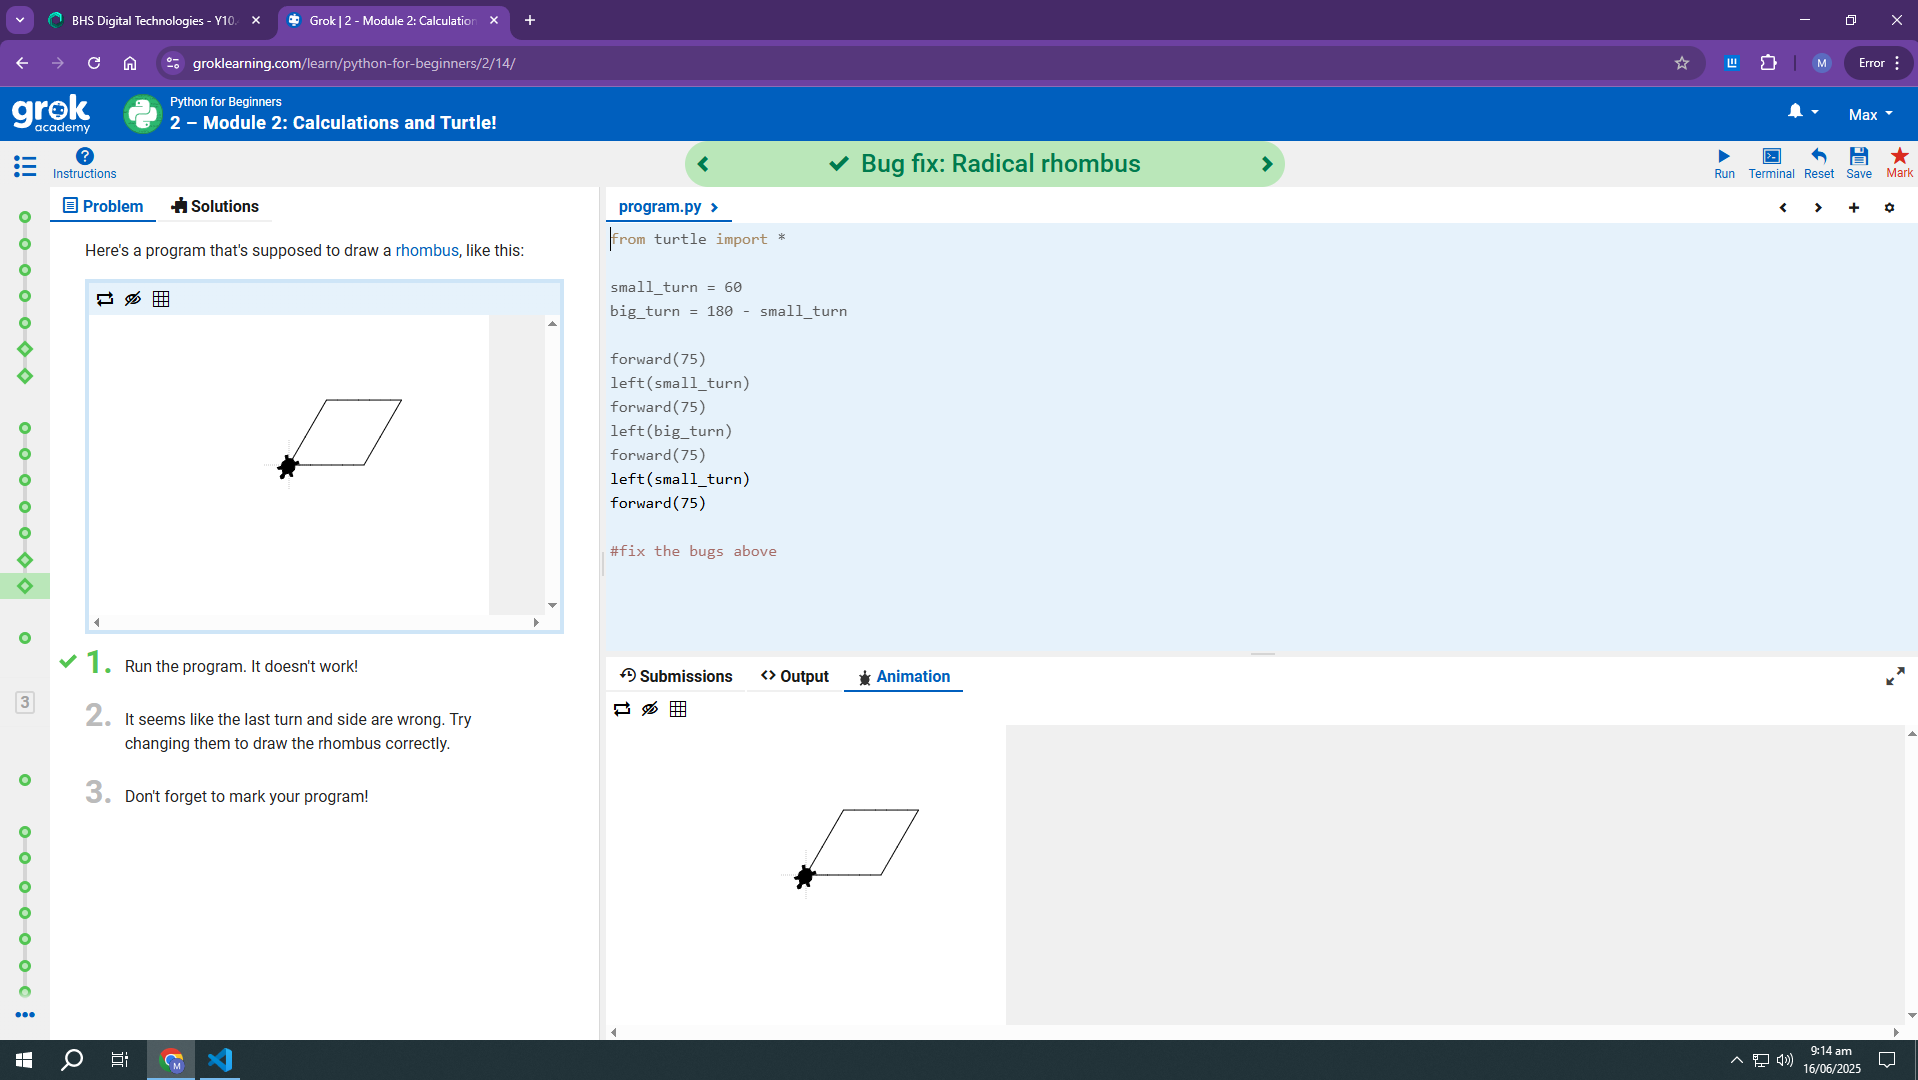 BHS Digital Technologies - Y10.
Grok | 2 - Module 2: Calculation
groklearning.com/learn/python-for-beginners/2/14/
M
Error
grok
academy
Python for Beginners
2 – Module 2: Calculations and Turtle!
Max
Instructions
Bug fix: Radical rhombus
Run
Terminal
Reset
Save
Mark
Problem
Solutions
Here's a program that's supposed to draw a rhombus, like this:
1. Run the program. It doesn't work!
2. It seems like the last turn and side are wrong. Try
changing them to draw the rhombus correctly.
3. Don't forget to mark your program!
3
program.py
from turtle import *
small_turn = 60
big_turn = 180 - small_turn
forward(75)
left(small_turn)
forward(75)
left(big_turn)
forward(75)
left(small_turn)
forward(75)
#fix the bugs above
Submissions
Output
Animation
M
9:14 am
16/06/2025